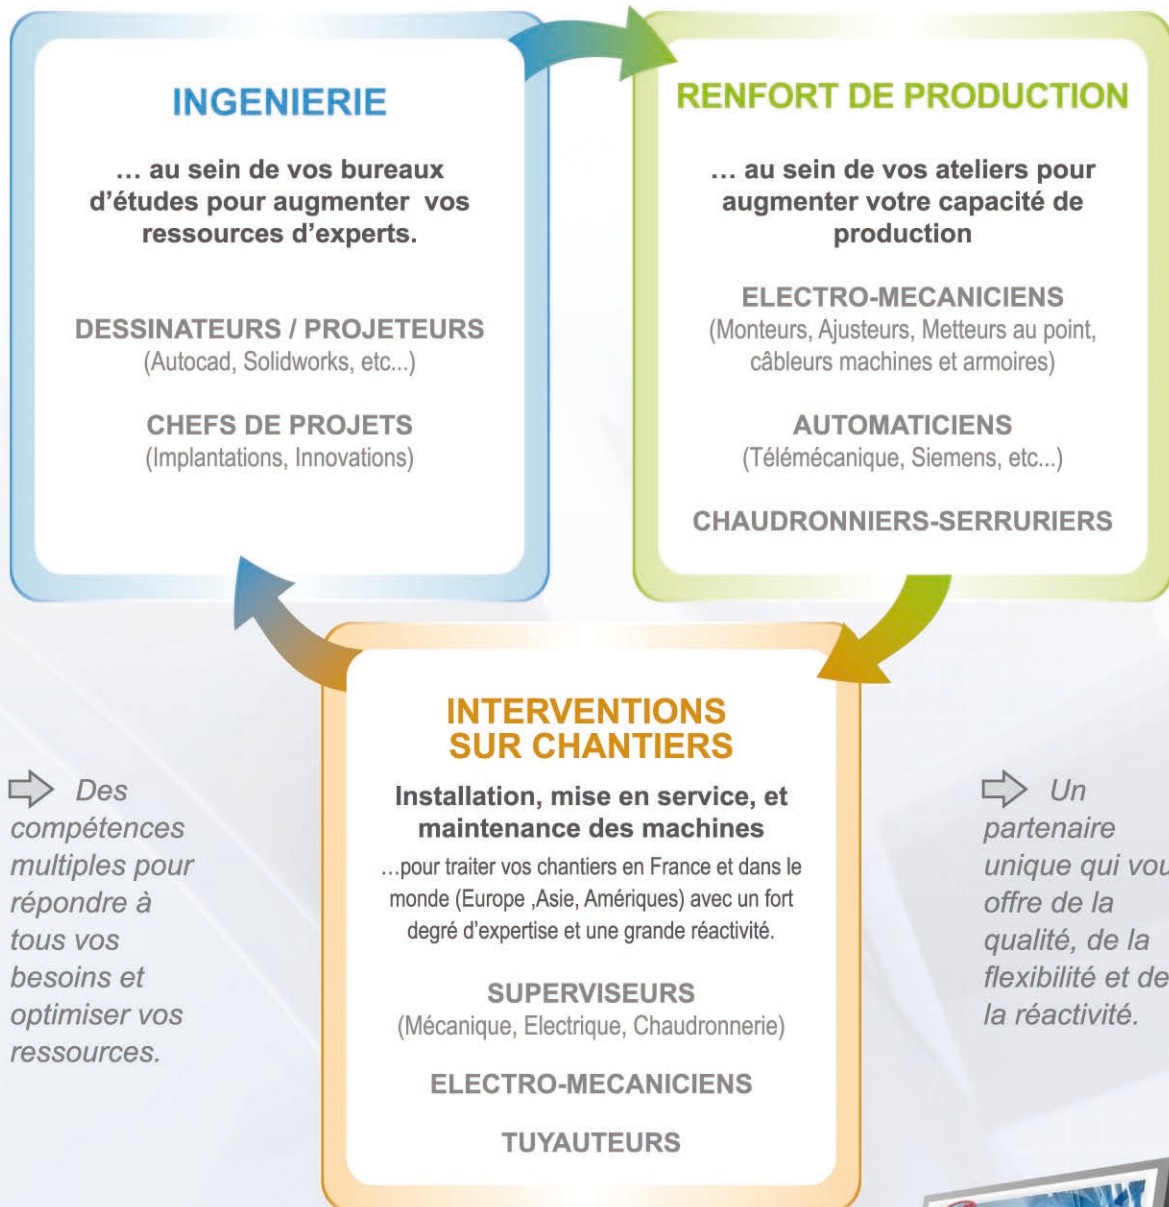 INGENIERIE
… au sein de vos bureaux
d'études pour augmenter vos
ressources d'experts.
DESSINATEURS / PROJETEURS
(Autocad, Solidworks, etc...)
CHEFS DE PROJETS
(Implantations, Innovations)
RENFORT DE PRODUCTION
… au sein de vos ateliers pour
augmenter votre capacité de
production
ELECTRO-MECANICIENS
(Monteurs, Ajusteurs, Metteurs au point,
câbleurs machines et armoires)
AUTOMATICIENS
(Télémécanique, Siemens, etc...)
CHAUDRONNIERS-SERRURIERS
INTERVENTIONS
SUR CHANTIERS
Installation, mise en service, et
maintenance des machines
…pour traiter vos chantiers en France et dans le
monde (Europe ,Asie, Amériques) avec un fort
degré d'expertise et une grande réactivité.
SUPERVISEURS
(Mécanique, Electrique, Chaudronnerie)
ELECTRO-MECANICIENS
TUYAUTEURS
Des
compétences
multiples pour
répondre à
tous vos
besoins et
optimiser vos
ressources.
Un
partenaire
unique qui vou
offre de la
qualité, de la
flexibilité et de
la réactivité.